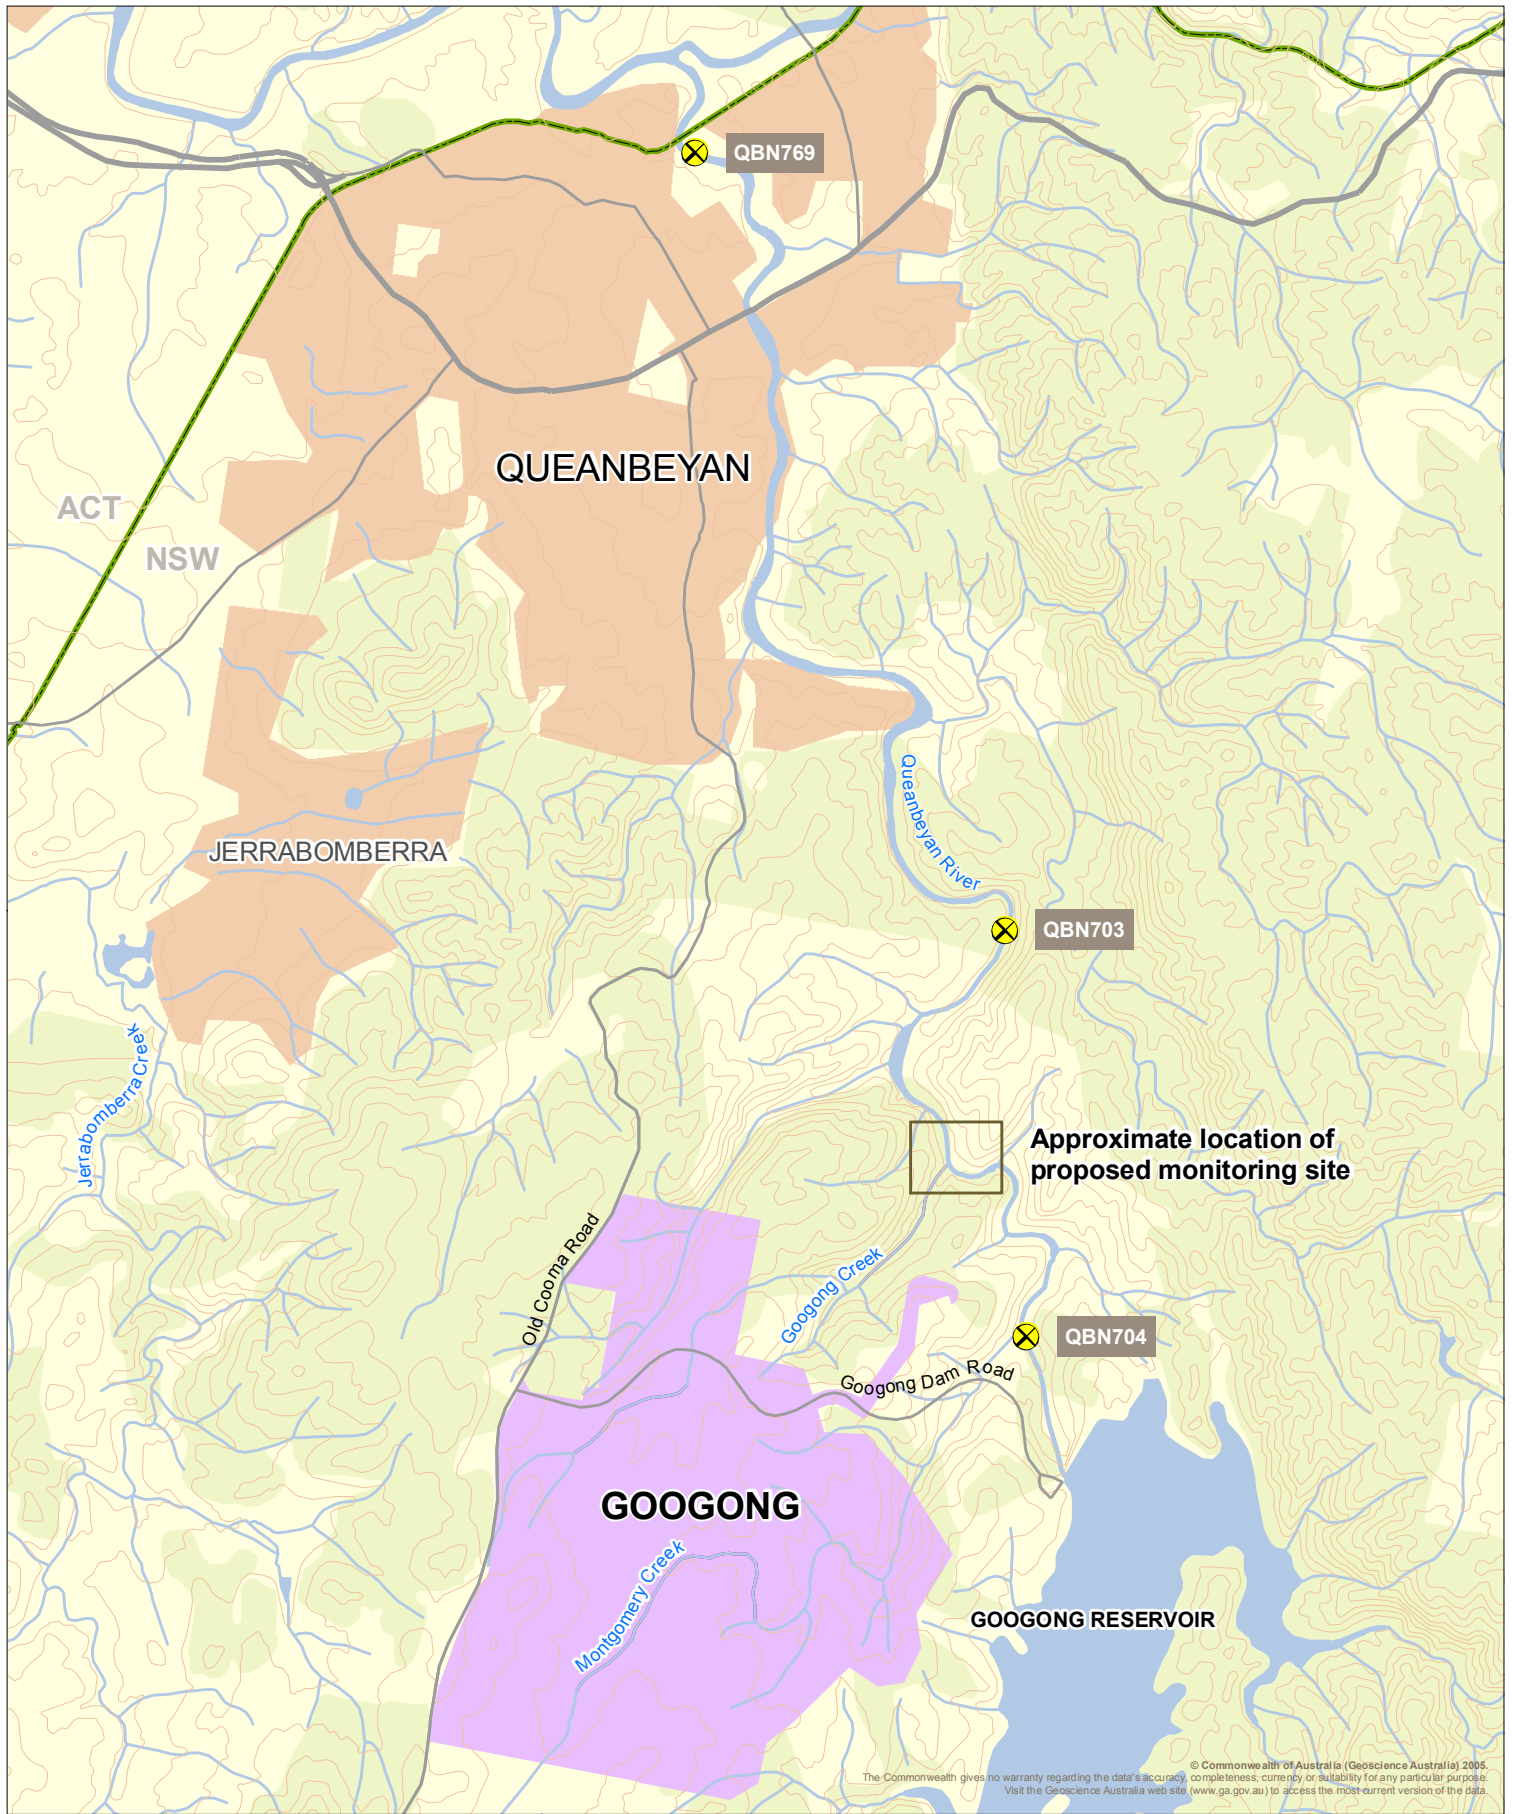 QBN769
QUEANBEYAN
ACT
NSW
Queanbeyan River
JERRABOMBERRA
QBN703
Jerrabomberra Creek
Approximate location of
proposed monitoring site
Old Cooma Road
Googong Creek
QBN704
Googong Dam Road
GOOGONG
Montgomery Creek
GOOGONG RESERVOIR
© Commonwealth of Australia (Geoscience Australia) 2005.
The Commonwealth gives no warranty regarding the data's accuracy, completeness, currency or suitability for any particular purpose.
Visit the Geoscience Australia web site (www.ga.gov.au) to access the most current version of the data.